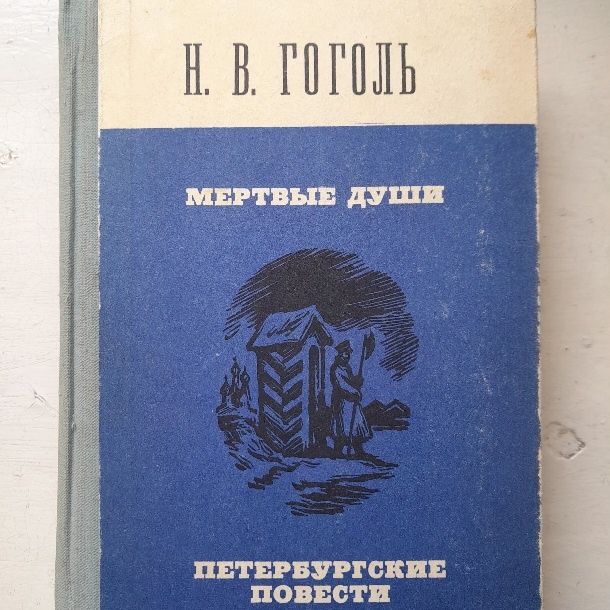 Н. В. ГОГОЛЬ
МЕРТВЫЕ ДУШИ
ПЕТЕРБУРГСКИЕ
ПОВЕСТИ